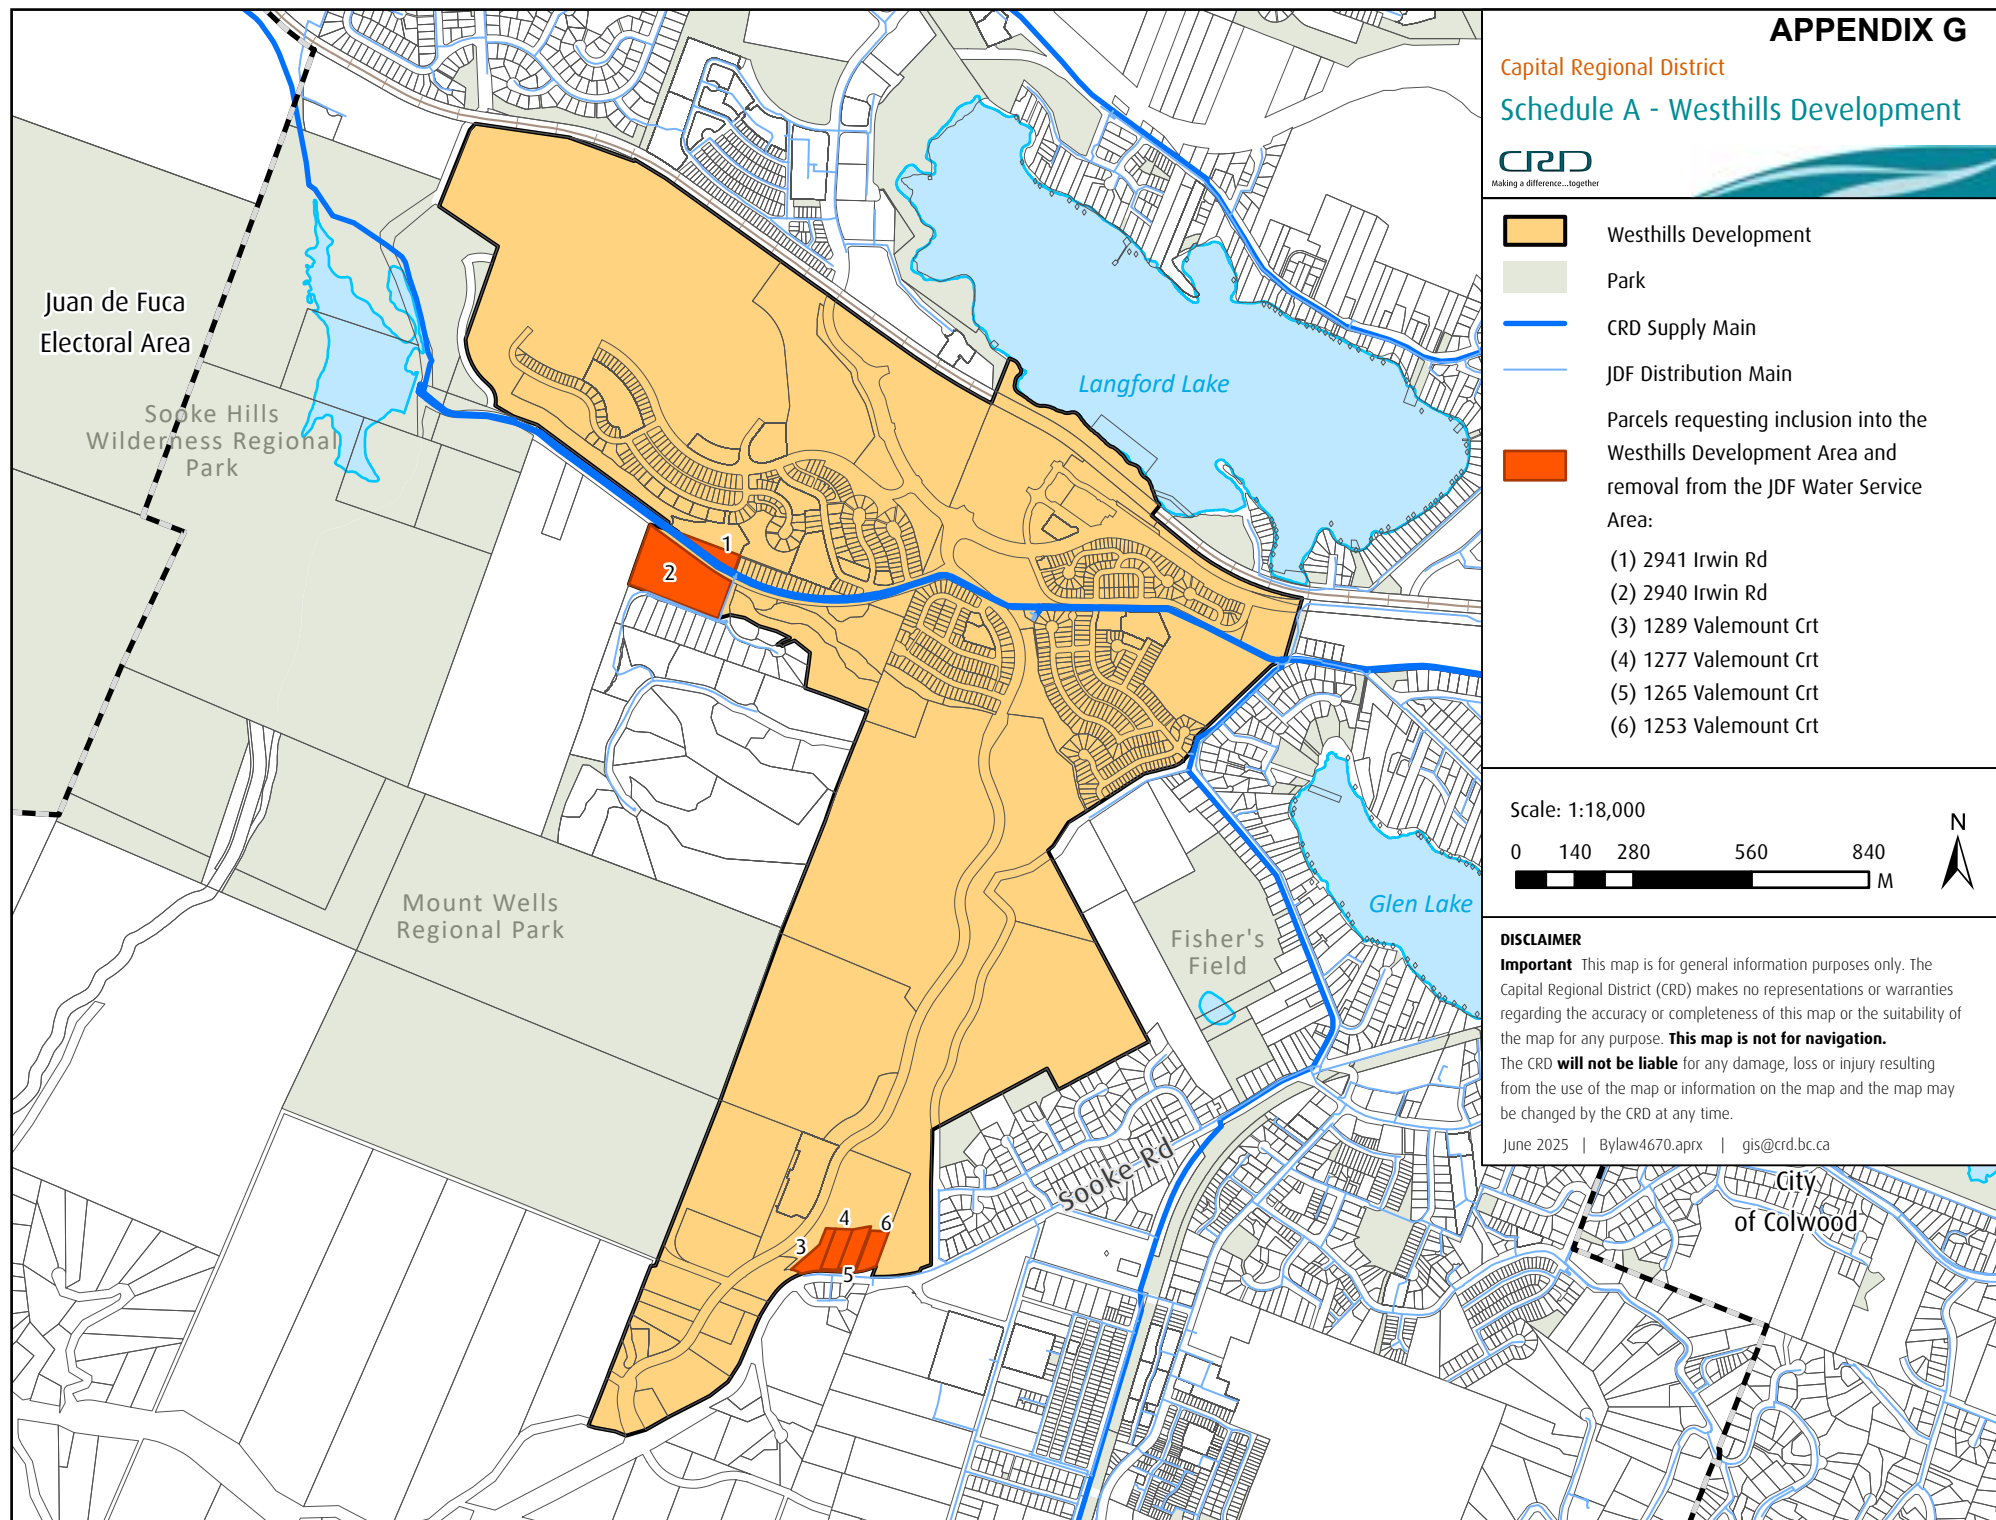 APPENDIX G
Capital Regional District
Schedule A - Westhills Development
CRD
Making a difference...together
Westhills Development
Park
CRD Supply Main
JDF Distribution Main
Parcels requesting inclusion into the
Westhills Development Area and
removal from the JDF Water Service
Area:
(1) 2941 Irwin Rd
(2) 2940 Irwin Rd
(3) 1289 Valemount Crt
(4) 1277 Valemount Crt
(5) 1265 Valemount Crt
(6) 1253 Valemount Crt
Scale: 1:18,000
0 140 280 560 840
M
N
DISCLAIMER
Important This map is for general information purposes only. The
Capital Regional District (CRD) makes no representations or warranties
regarding the accuracy or completeness of this map or the suitability of
the map for any purpose. This map is not for navigation.
The CRD will not be liable for any damage, loss or injury resulting
from the use of the map or information on the map and the map may
be changed by the CRD at any time.
June 2025 | Bylaw4670.aprx | gis@crd.bc.ca
Juan de Fuca
Electoral Area
Sooke Hills
Wilderness Regional
Park
Langford Lake
1
2
Mount Wells
Regional Park
Glen Lake
Fisher's
Field
Sooke Rd
City
of Colwood
3
4
5
6